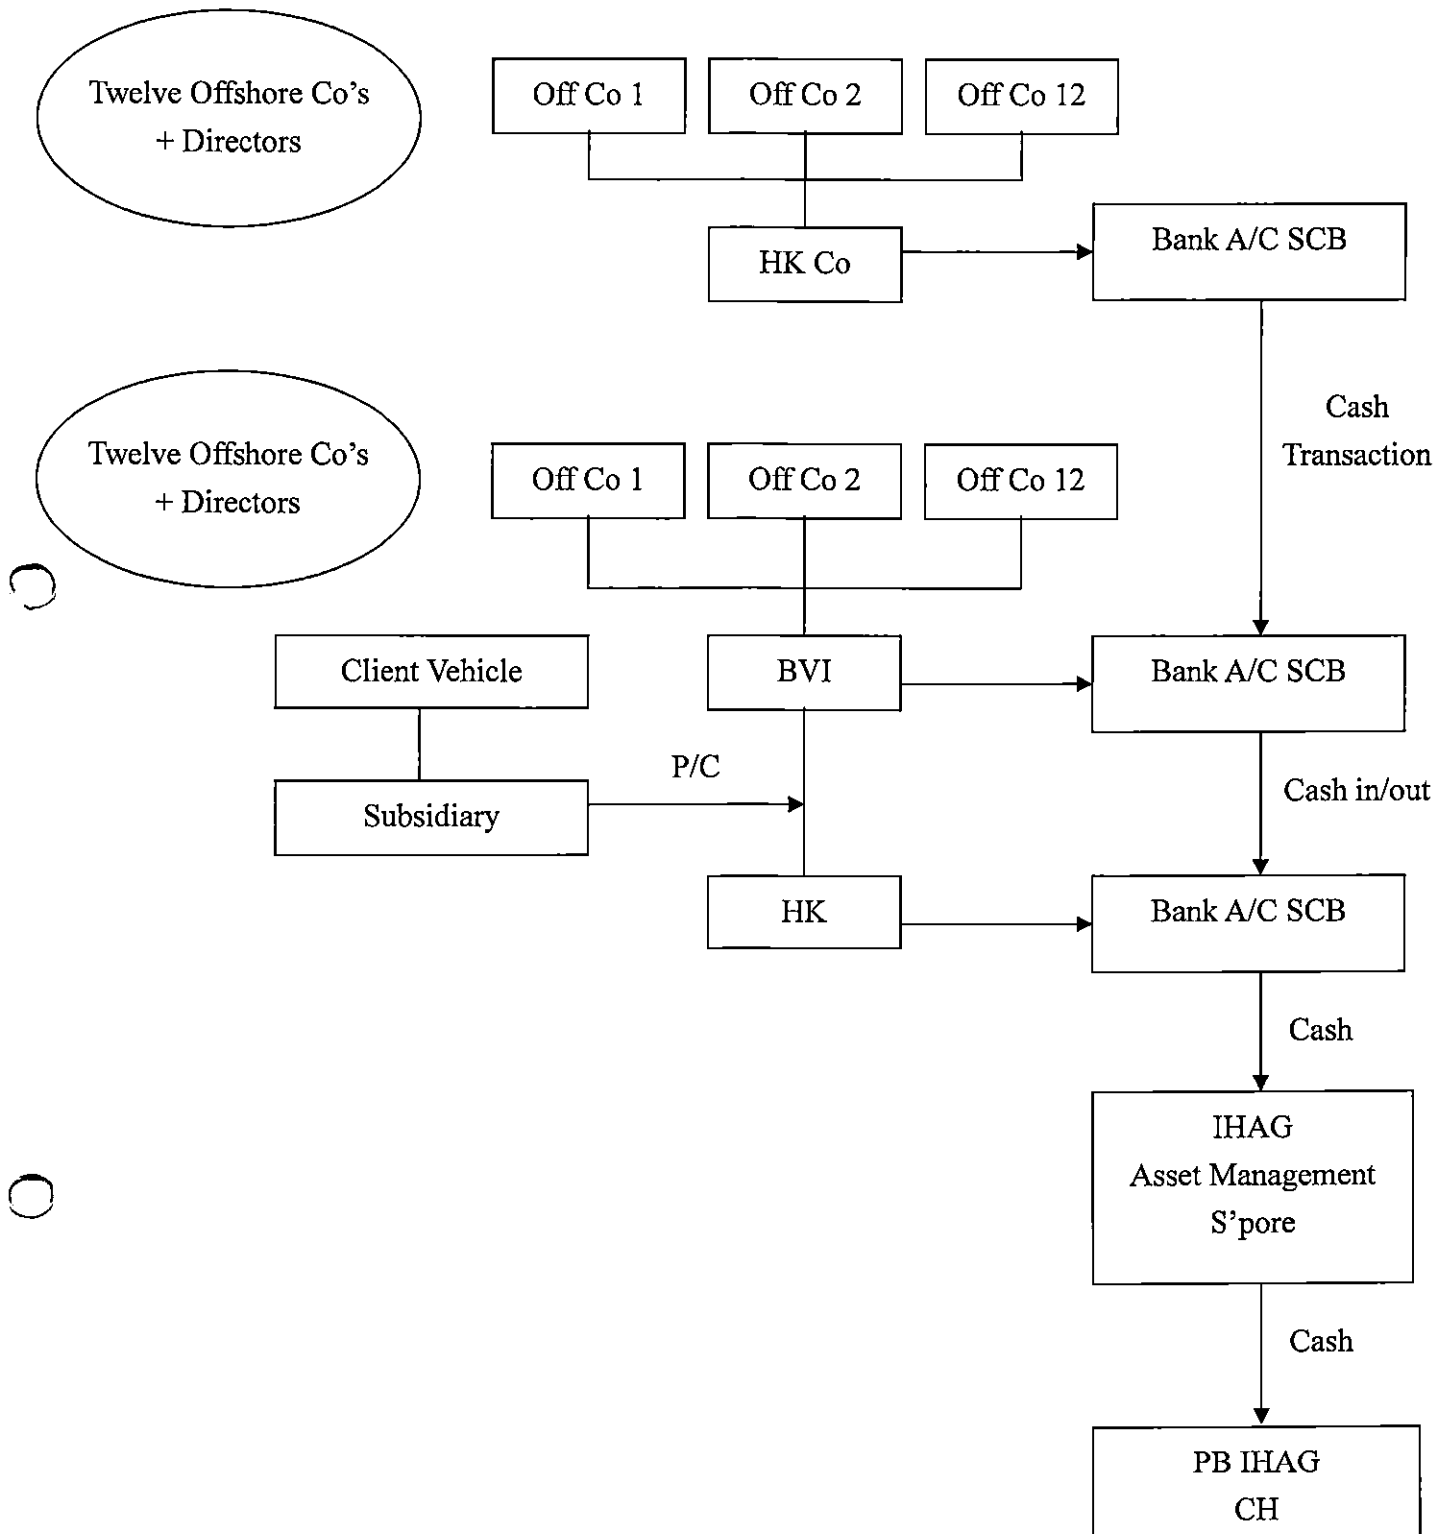 Twelve Offshore Co's
+ Directors
Off Co 1
Off Co 2
Off Co 12
HK Co
Bank A/C SCB
Cash
Transaction
Twelve Offshore Co's
+ Directors
Off Co 1
Off Co 2
Off Co 12
Client Vehicle
BVI
Bank A/C SCB
P/C
Cash in/out
Subsidiary
HK
Bank A/C SCB
Cash
IHAG
Asset Management
S'pore
Cash
PB IHAG
CH